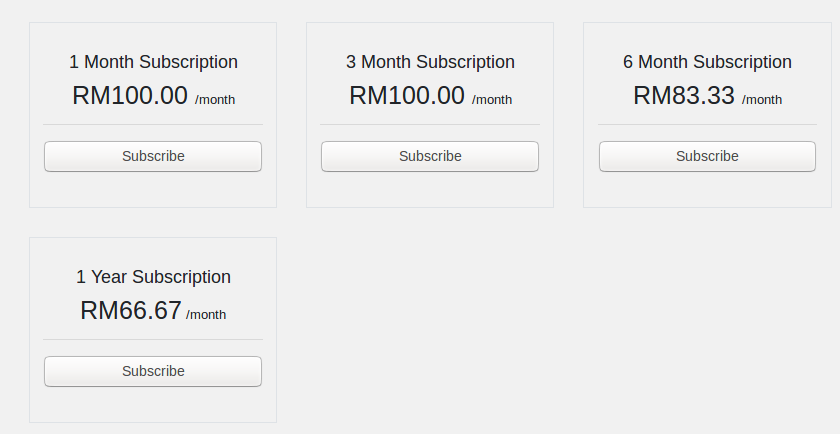 1 Month Subscription
RM100.00 /month
Subscribe
3 Month Subscription
RM100.00 /month
Subscribe
6 Month Subscription
RM83.33 /month
Subscribe
1 Year Subscription
RM66.67 /month
Subscribe